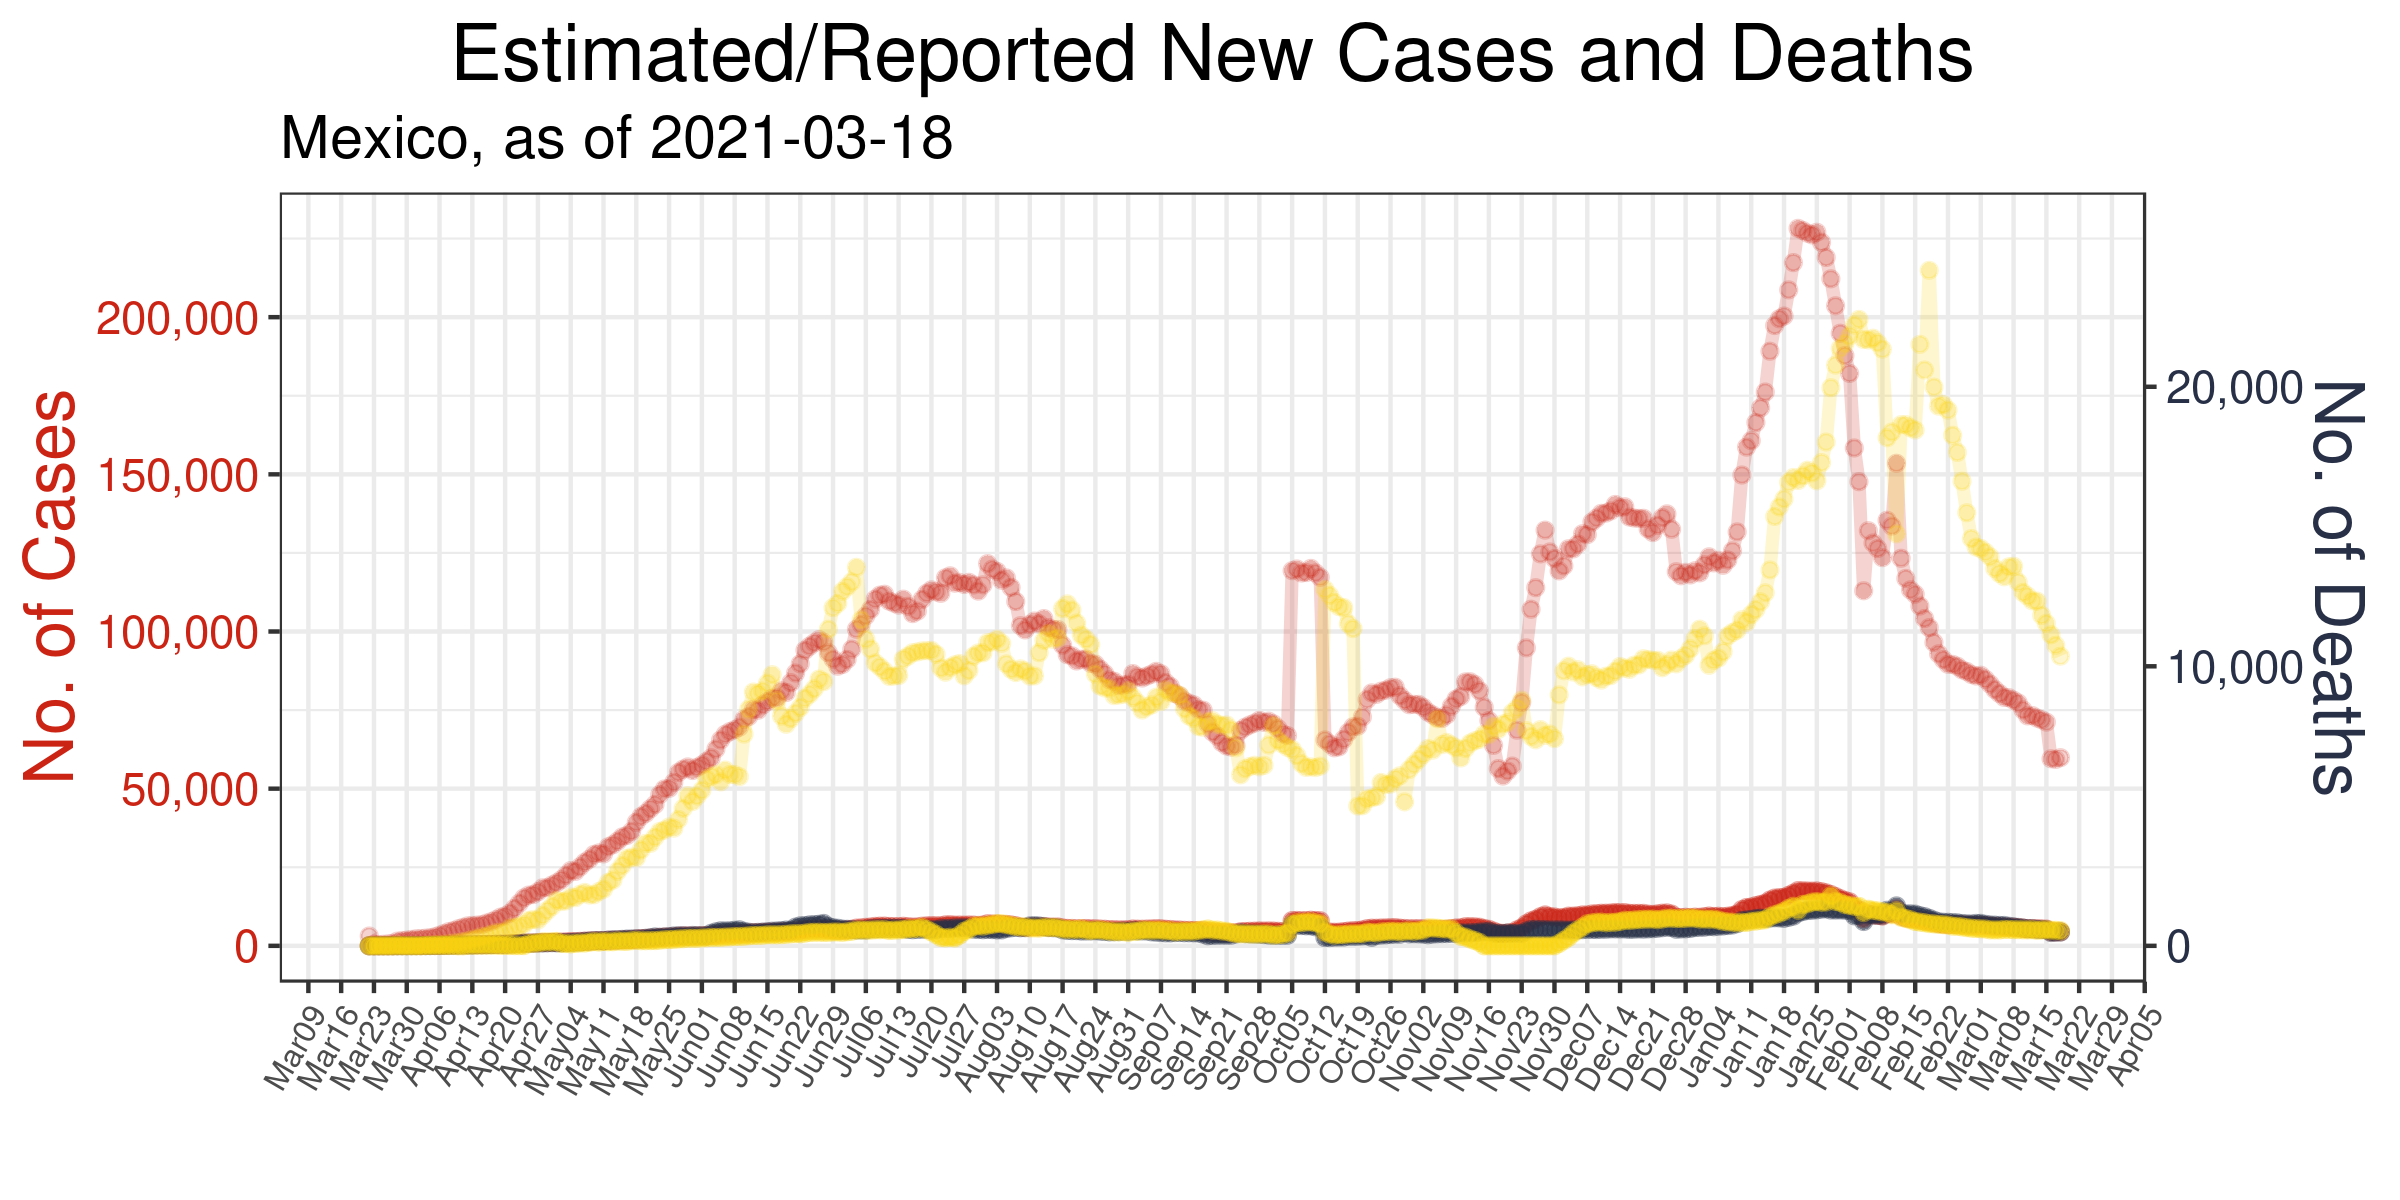 Estimated/Reported New Cases and Deaths
Mexico, as of 2021-03-18
No. of Cases
200,000
150,000
100,000
50,000
0
20,000
10,000
0
No. of Deaths
Mar09 Mar16 Mar23 Mar30 Apr06 Apr13 Apr20 Apr27 May04 May11 May18 May25 Jun01 Jun08 Jun15 Jun22 Jun29 Jul06 Jul13 Jul20 Jul27 Aug03 Aug10 Aug17 Aug24 Aug31 Sep07 Sep14 Sep21 Sep28 Oct05 Oct12 Oct19 Oct26 Nov02 Nov09 Nov16 Nov23 Nov30 Dec07 Dec14 Dec21 Dec28 Jan04 Jan11 Jan18 Jan25 Feb01 Feb08 Feb15 Feb22 Mar01 Mar08 Mar15 Mar22 Mar29 Apr05